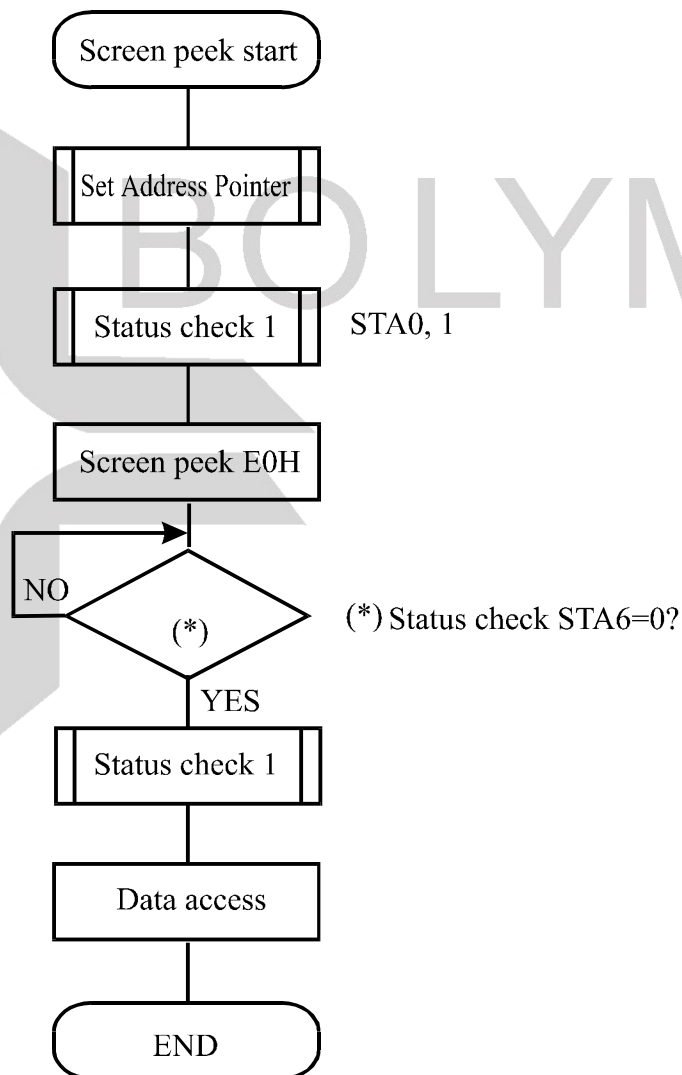 Screen peek start
Set Address Pointer
BOLYM
Status check 1 STA0, 1
Screen peek E0H
NO
(*) (*) Status check STA6=0?
YES
Status check 1
Data access
END